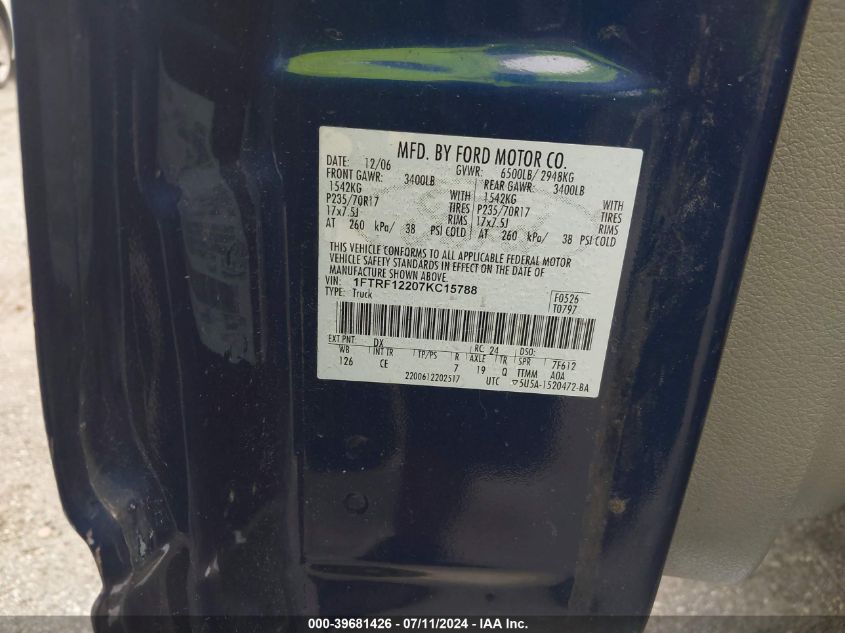 MFD. BY FORD MOTOR CO.
DATE: 12/06 GVWR: 6500LB/ 2948KG
FRONT GAWR: 3400LB REAR GAWR: 3400LB
1542KG WITH 1542KG WITH
P235/70R17 TIRES P235/70R17 TIRES
17x7.5J RIMS 17x7.5J RIMS
AT 260 kPa/ 38 PSI COLD AT 260 kPa/ 38 PSI COLD
THIS VEHICLE CONFORMS TO ALL APPLICABLE FEDERAL MOTOR
VEHICLE SAFETY STANDARDS IN EFFECT ON THE DATE OF
MANUFACTURE SHOWN ABOVE.
VIN: 1FTRF12207KC15788
TYPE: Truck
F0526
T0797
EXT PNT: DX RC: 24 DSO:
WB INT TR TP/PS R AXLE TR SPR 7F612
126 CE 7 19 Q TTMM A0A
2200612202517 UTC ▽5U5A-1520472-BA
000-39681426 - 07/11/2024 - IAA Inc.